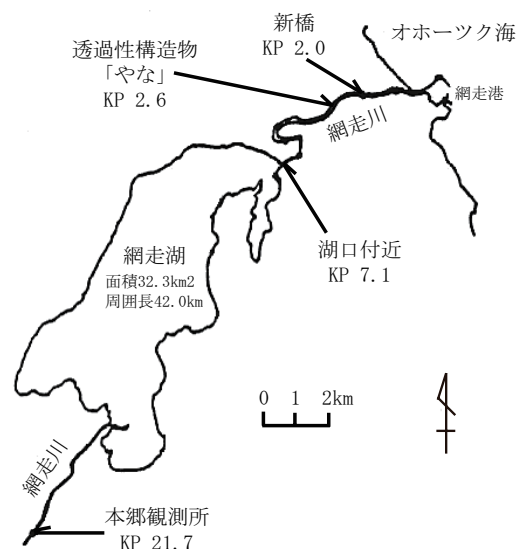 新橋
KP 2.0
オホーツク海
透過性構造物
「やな」
KP 2.6
網走港
網走川
湖口付近
KP 7.1
網走湖
面積32.3km2
周囲長42.0km
0 1 2km
網走川
本郷観測所
KP 21.7